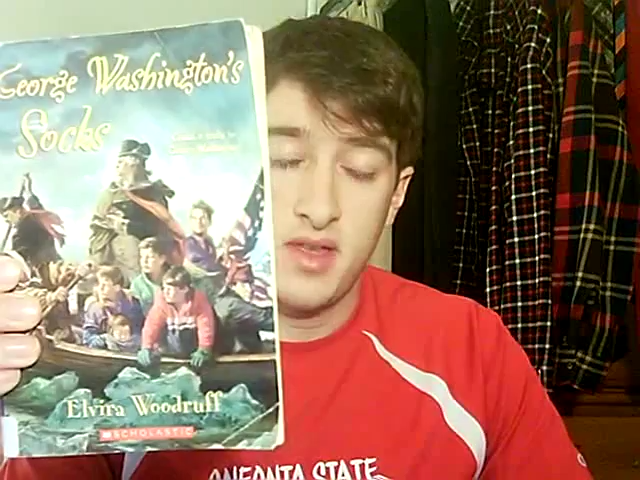 George Washington's
Socks
Elvira Woodruff
SCHOLASTIC
ONEONTA STATE